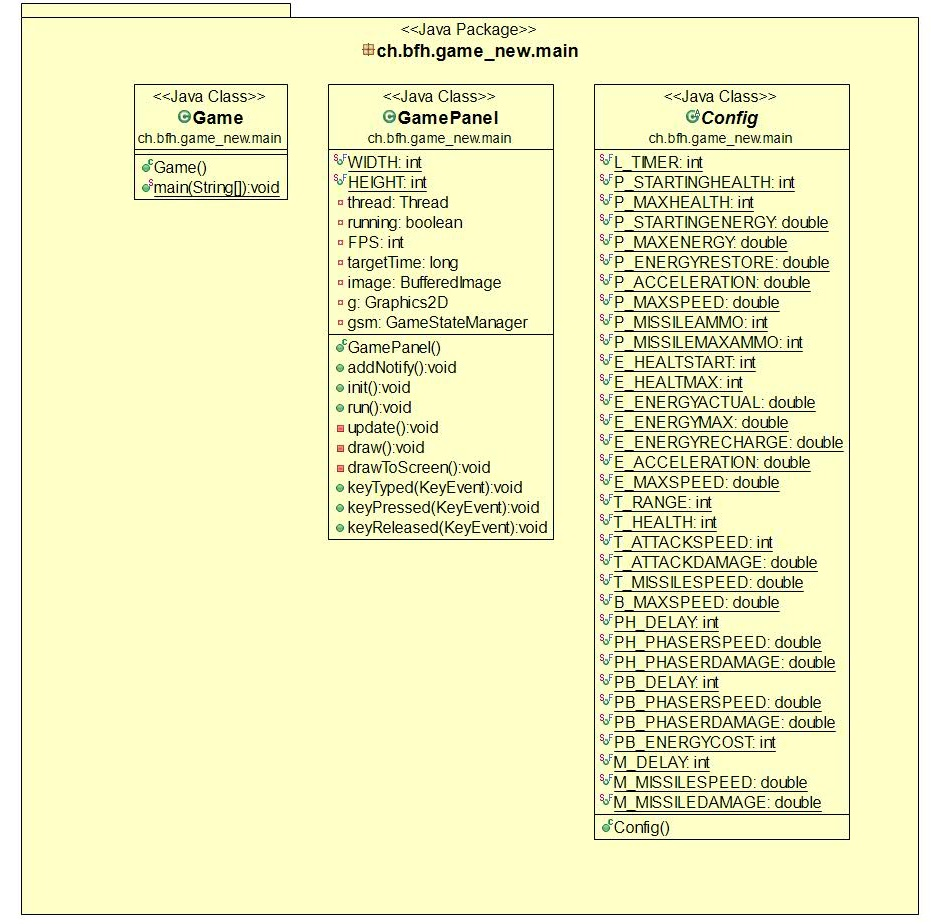 <<Java Package>>
ch.bfh.game_new.main
<<Java Class>>
Game
ch.bfh.game_new.main
Game()
main(String[]):void
<<Java Class>>
GamePanel
ch.bfh.game_new.main
WIDTH: int
HEIGHT: int
thread: Thread
running: boolean
FPS: int
targetTime: long
image: BufferedImage
g: Graphics2D
gsm: GameStateManager
GamePanel()
addNotify():void
init():void
run():void
update():void
draw():void
drawToScreen():void
keyTyped(KeyEvent):void
keyPressed(KeyEvent):void
keyReleased(KeyEvent):void
<<Java Class>>
Config
ch.bfh.game_new.main
L_TIMER: int
P_STARTINGHEALTH: int
P_MAXHEALTH: int
P_STARTINGENERGY: double
P_MAXENERGY: double
P_ENERGYRESTORE: double
P_ACCELERATION: double
P_MAXSPEED: double
P_MISSILEAMMO: int
P_MISSILEMAXAMMO: int
E_HEALTSTART: int
E_HEALTMAX: int
E_ENERGYACTUAL: double
E_ENERGYMAX: double
E_ENERGYRECHARGE: double
E_ACCELERATION: double
E_MAXSPEED: double
T_RANGE: int
T_HEALTH: int
T_ATTACKSPEED: int
T_ATTACKDAMAGE: double
T_MISSILESPEED: double
B_MAXSPEED: double
PH_DELAY: int
PH_PHASERSPEED: double
PH_PHASERDAMAGE: double
PB_DELAY: int
PB_PHASERSPEED: double
PB_PHASERDAMAGE: double
PB_ENERGYCOST: int
M_DELAY: int
M_MISSILESPEED: double
M_MISSILEDAMAGE: double
Config()